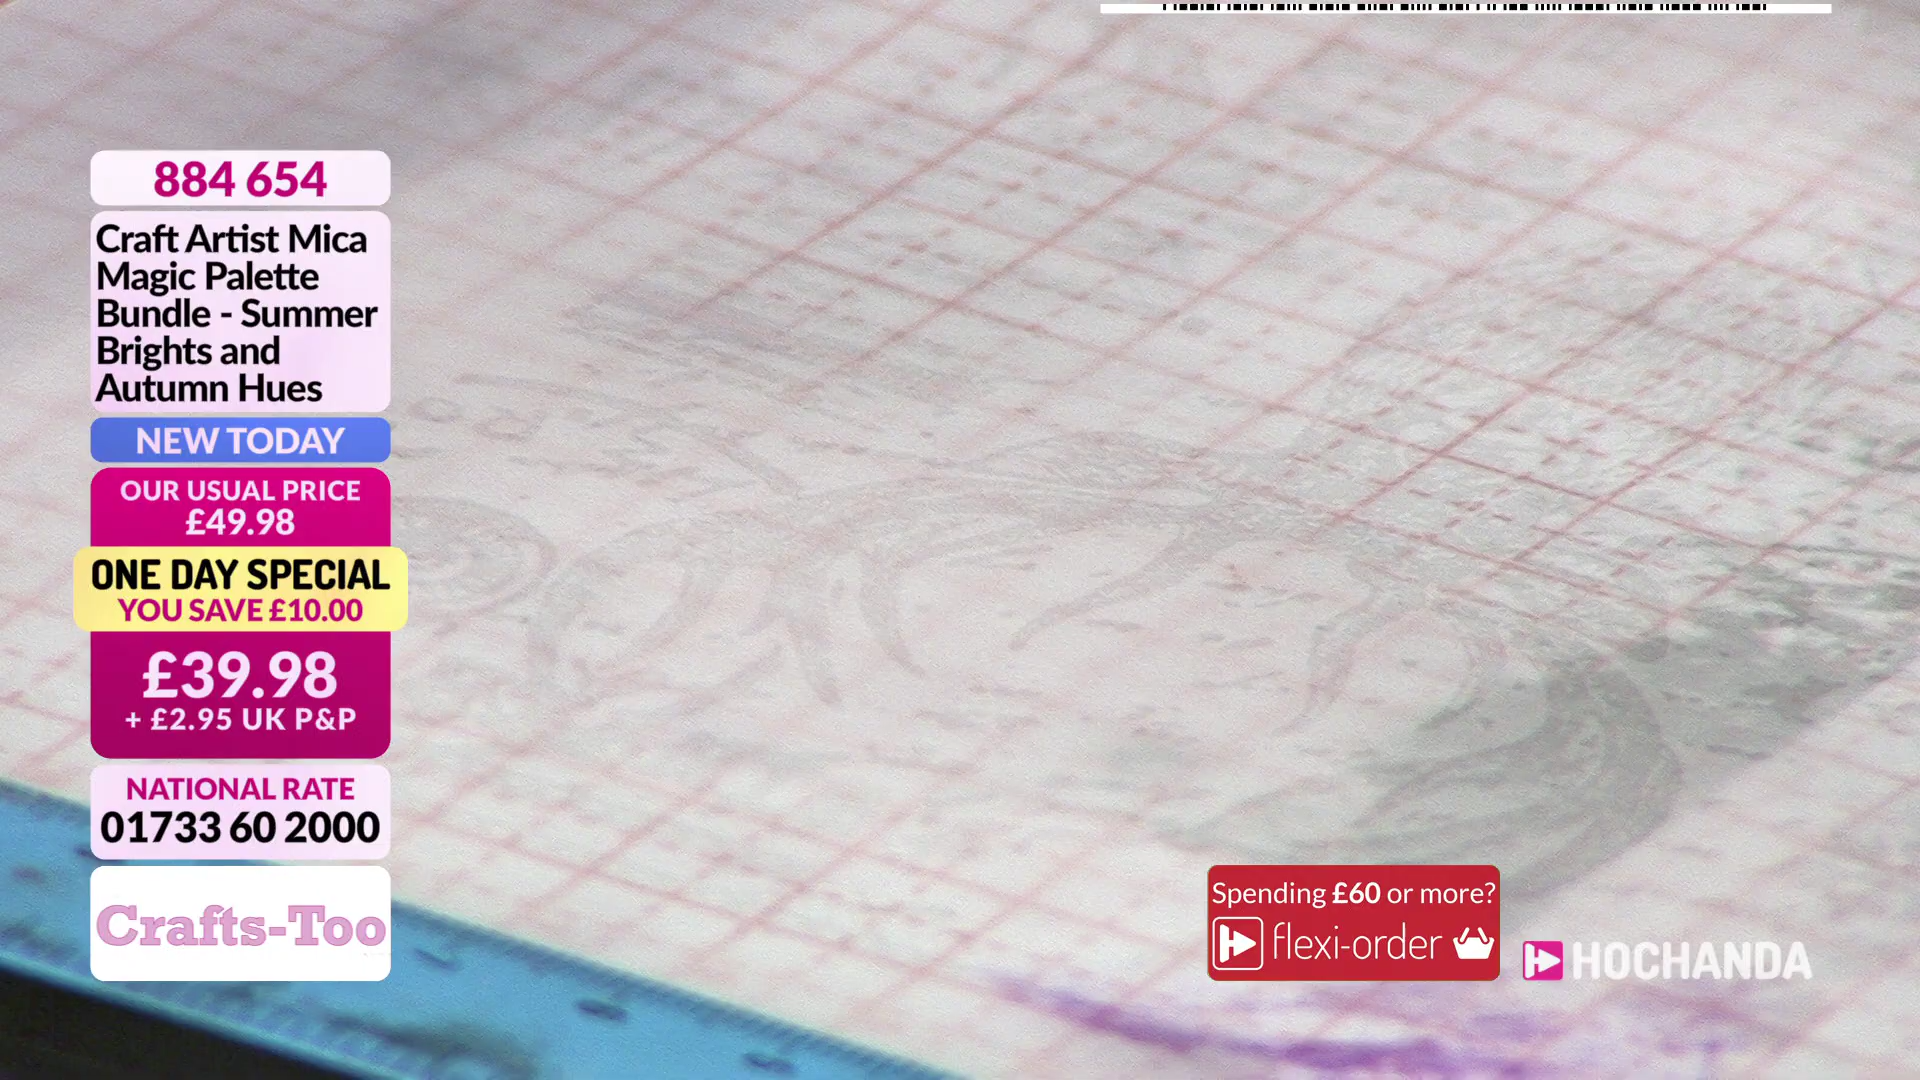 884 654
Craft Artist Mica
Magic Palette
Bundle - Summer
Brights and
Autumn Hues
NEW TODAY
OUR USUAL PRICE
£49.98
ONE DAY SPECIAL
YOU SAVE £10.00
£39.98
+ £2.95 UK P&P
NATIONAL RATE
01733 60 2000
Crafts-Too
Spending £60 or more?
flexi-order
HOCHANDA